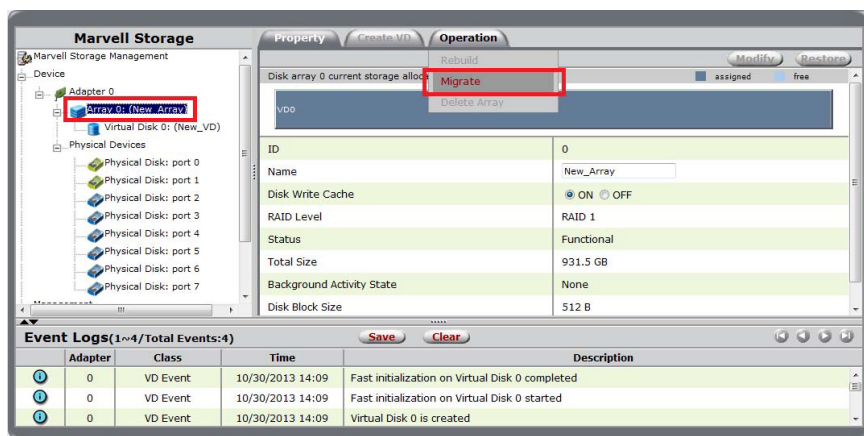 Marvell Storage
Property Create VD Operation
Marvell Storage Management
Device
Adapter 0
Array 0: (New_Array)
Virtual Disk 0: (New_VD)
Physical Devices
Physical Disk: port 0
Physical Disk: port 1
Physical Disk: port 2
Physical Disk: port 3
Physical Disk: port 4
Physical Disk: port 5
Physical Disk: port 6
Physical Disk: port 7
Rebuild
Migrate
Delete Array
Modify Restore
Disk array 0 current storage alloca
assigned free
VD0
ID 0
Name New_Array
Disk Write Cache ON OFF
RAID Level RAID 1
Status Functional
Total Size 931.5 GB
Background Activity State None
Disk Block Size 512 B
Event Logs(1~4/Total Events:4) Save Clear
Adapter Class Time Description
0 VD Event 10/30/2013 14:09 Fast initialization on Virtual Disk 0 completed
0 VD Event 10/30/2013 14:09 Fast initialization on Virtual Disk 0 started
0 VD Event 10/30/2013 14:09 Virtual Disk 0 is created